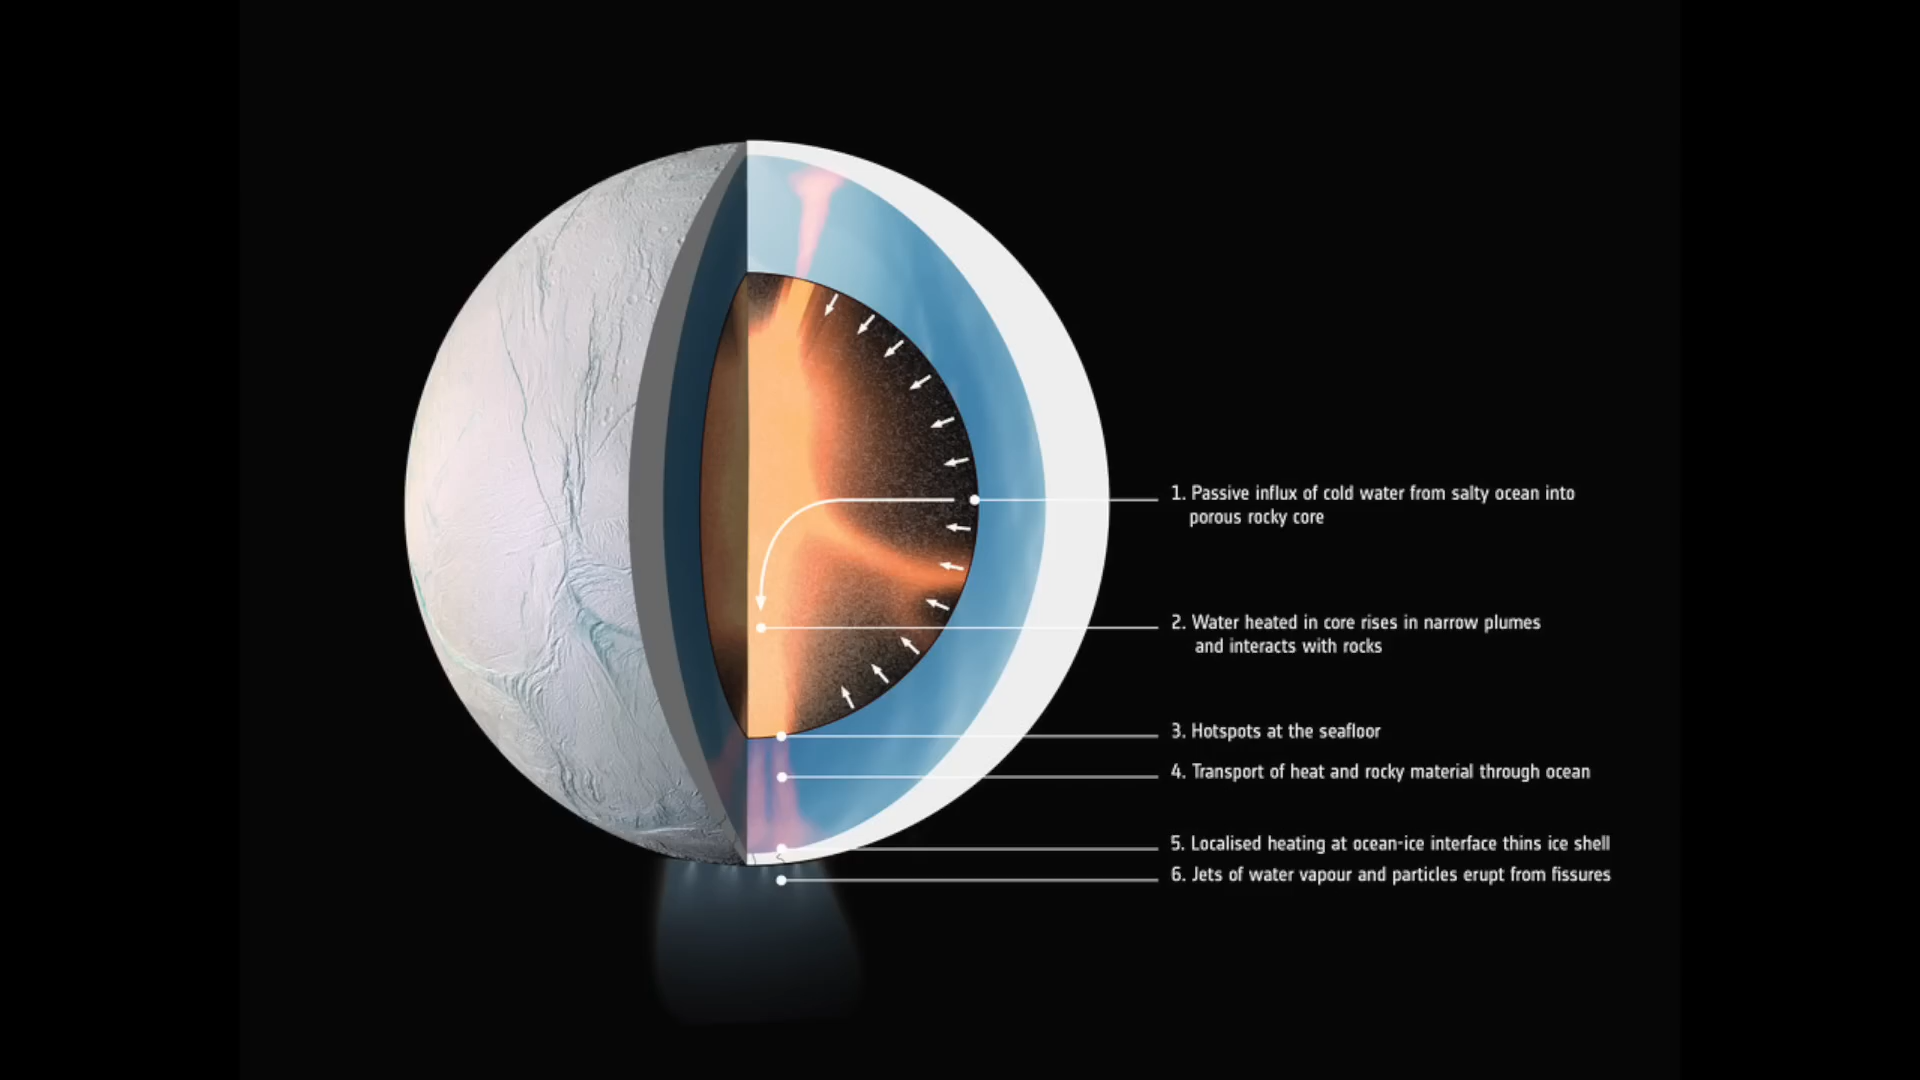 1. Passive influx of cold water from salty ocean into
porous rocky core
2. Water heated in core rises in narrow plumes
and interacts with rocks
3. Hotspots at the seafloor
4. Transport of heat and rocky material through ocean
5. Localised heating at ocean-ice interface thins ice shell
6. Jets of water vapour and particles erupt from fissures